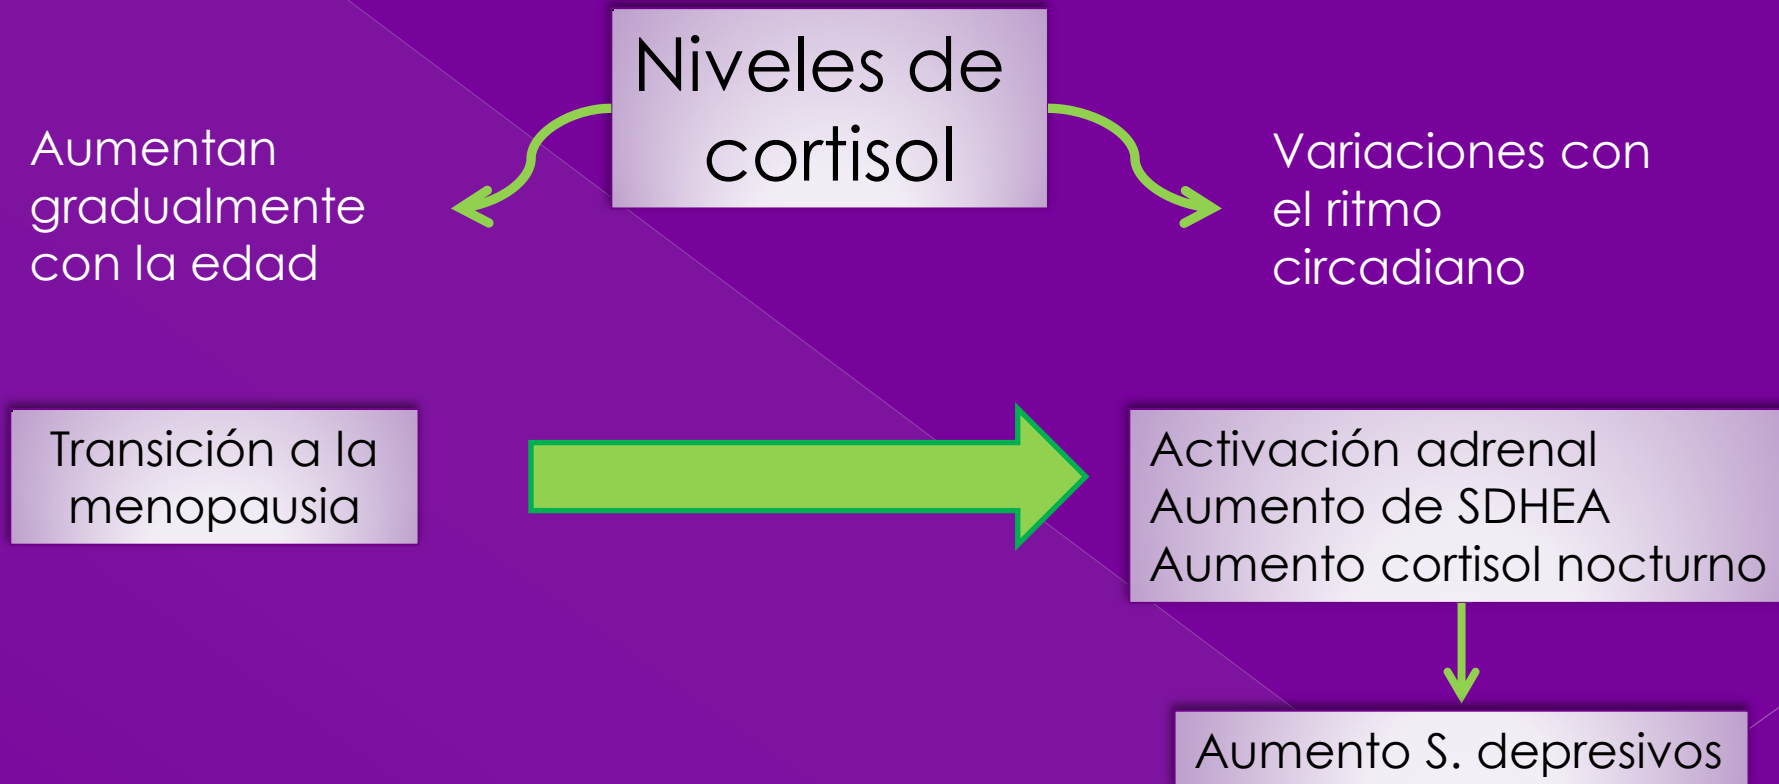 Niveles de
cortisol
Aumentan
gradualmente
con la edad
Variaciones con
el ritmo
circadiano
Transición a la
menopausia
Activación adrenal
Aumento de SDHEA
Aumento cortisol nocturno
Aumento S. depresivos